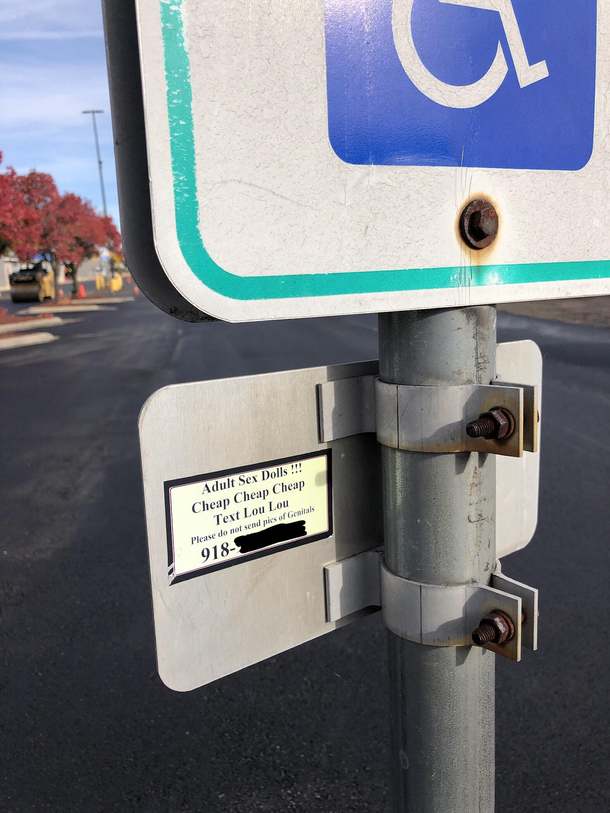 Adult Sex Dolls !!!
Cheap Cheap Cheap
Text Lou Lou
Please do not send pics of Genitals
918-